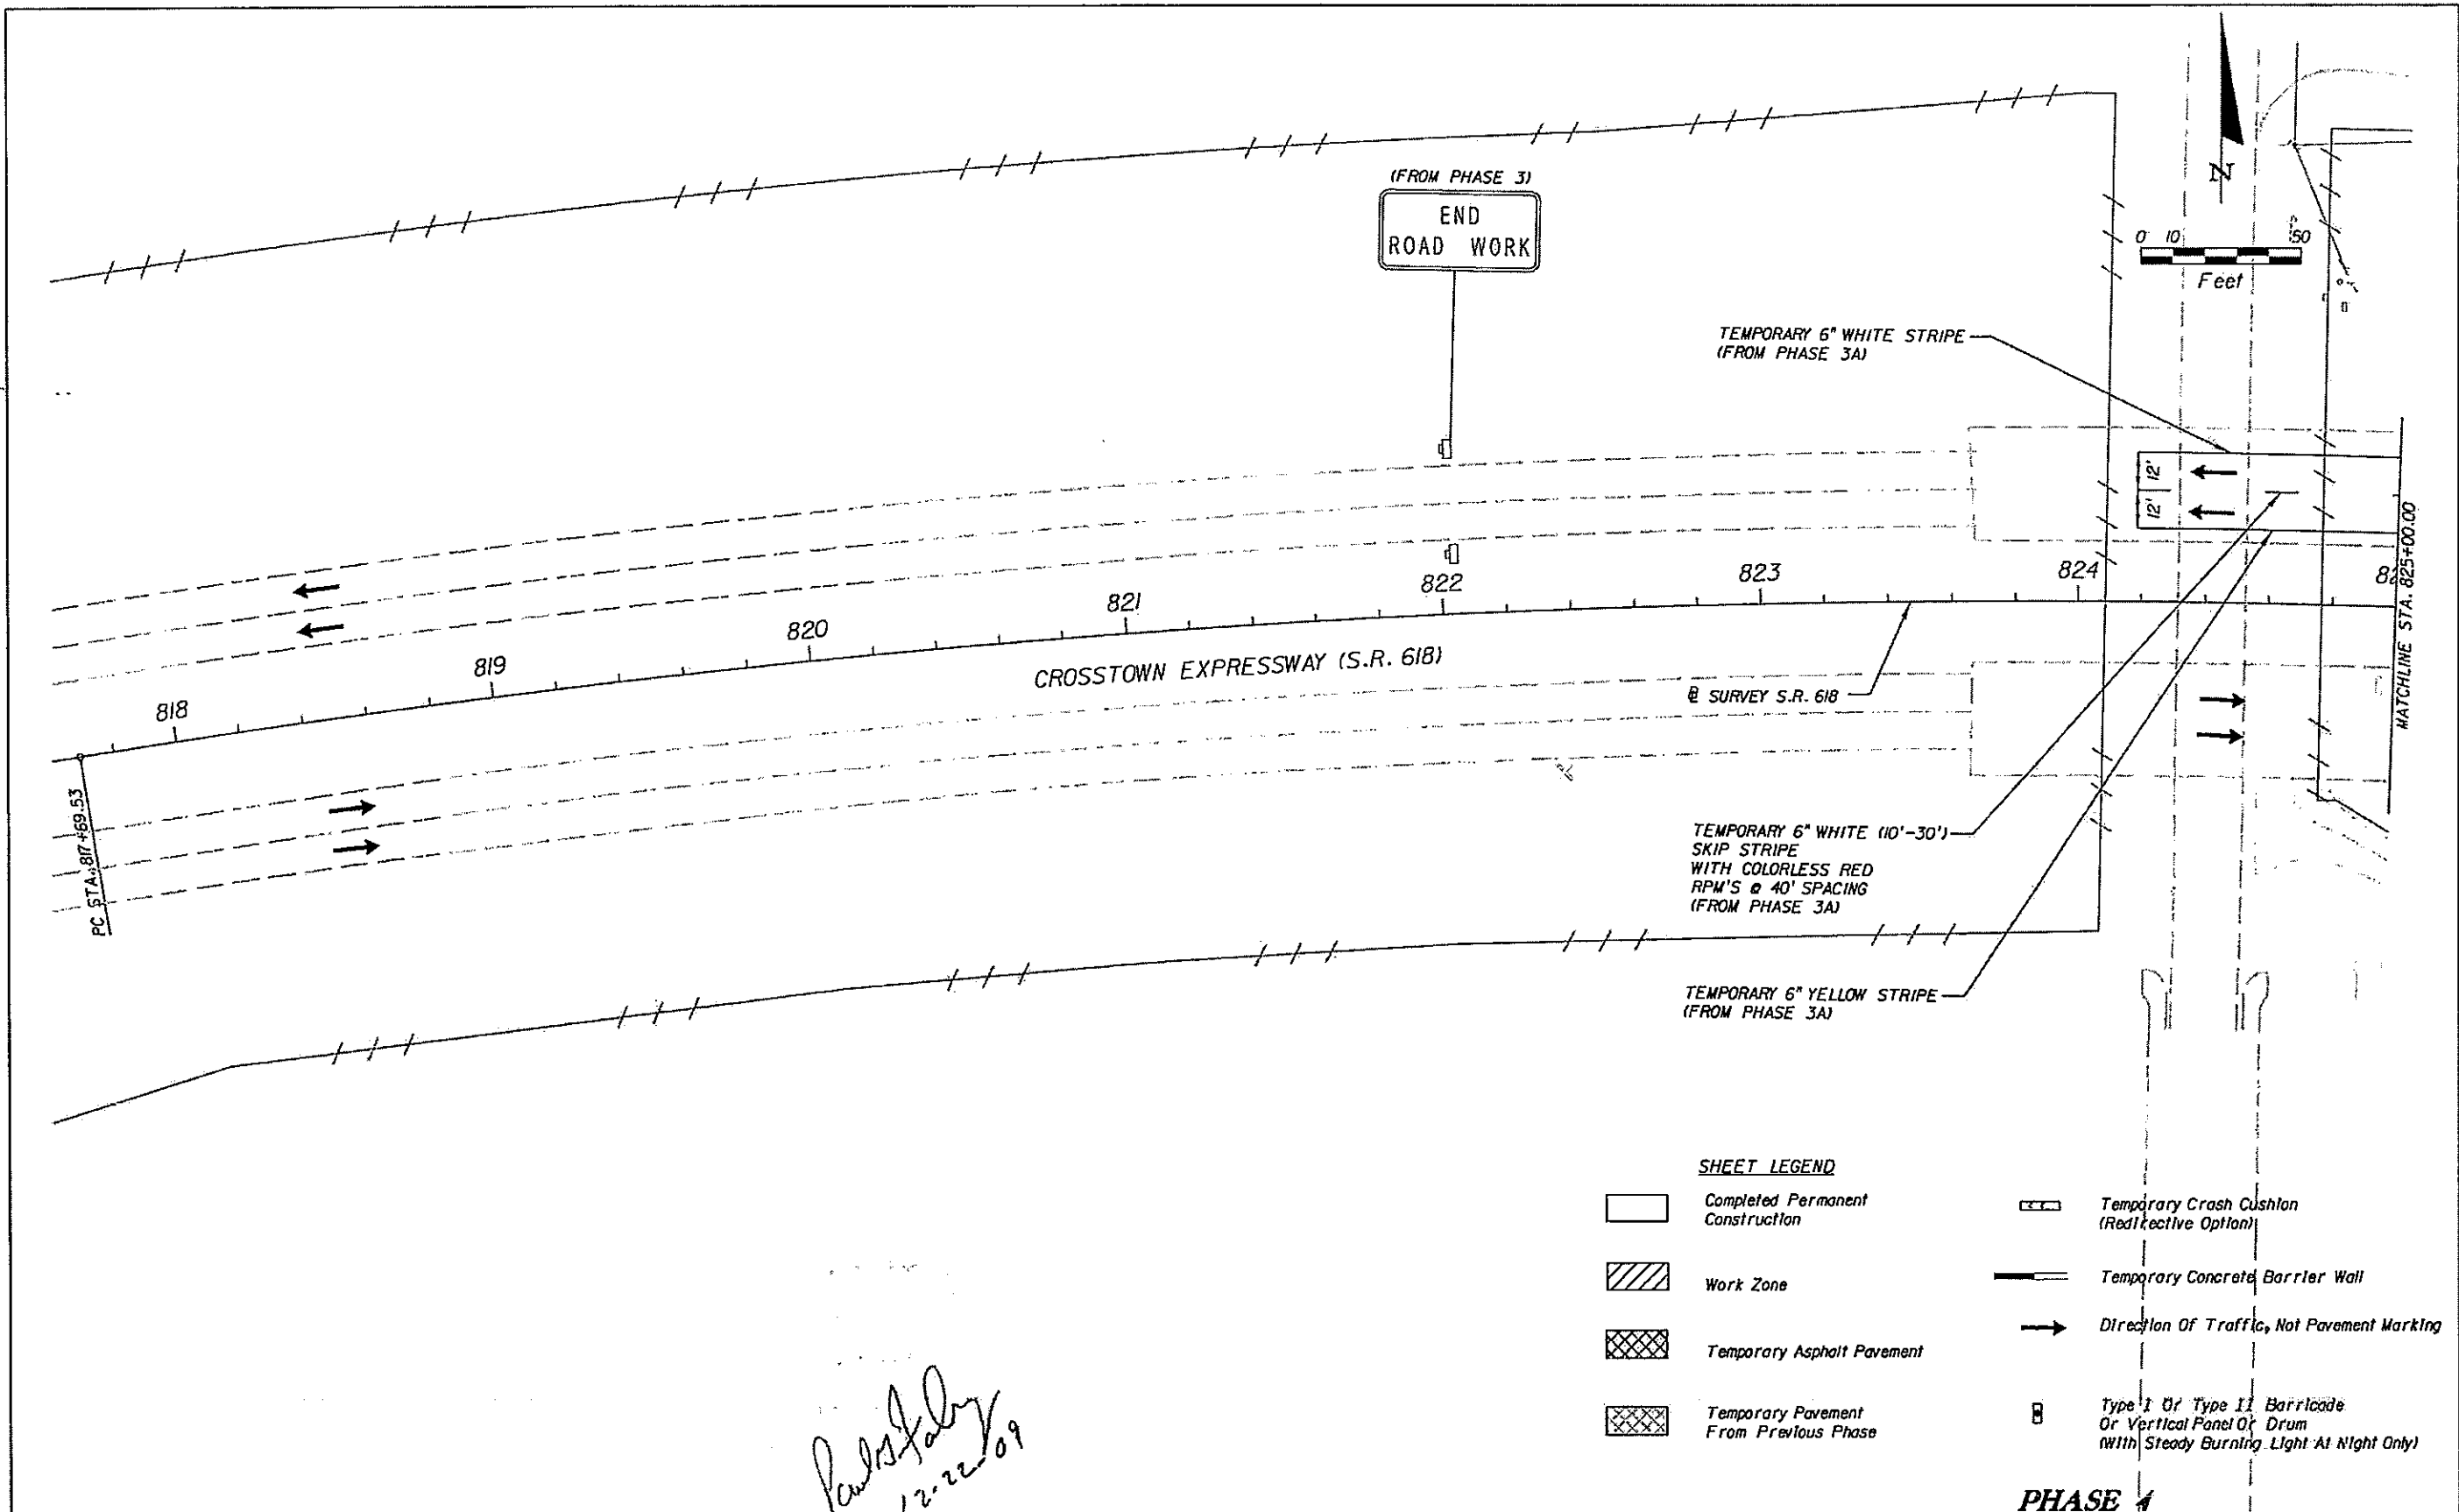 (FROM PHASE 3)
END
ROAD WORK
N
0 10 50
Feet
TEMPORARY 6" WHITE STRIPE
(FROM PHASE 3A)
12'
12'
MATCHLINE STA. 825+00.00
818
819
820
821
822
823
824
82
CROSSTOWN EXPRESSWAY (S.R. 618)
SURVEY S.R. 618
PC STA. 817+69.53
TEMPORARY 6" WHITE (10'-30')
SKIP STRIPE
WITH COLORLESS RED
RPM'S @ 40' SPACING
(FROM PHASE 3A)
TEMPORARY 6" YELLOW STRIPE
(FROM PHASE 3A)
SHEET LEGEND
Completed Permanent
Construction
Work Zone
Temporary Asphalt Pavement
Temporary Pavement
From Previous Phase
Temporary Crash Cushion
(Redirective Option)
Temporary Concrete Barrier Wall
Direction Of Traffic, Not Pavement Marking
Type I Or Type II Barricade
Or Vertical Panel Or Drum
(With Steady Burning Light At Night Only)
12-22-09
PHASE 4